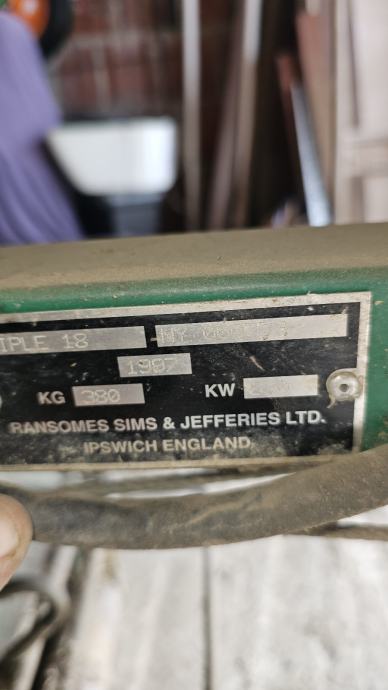 IPLE 18
1997
KG 380 KW
RANSOMES SIMS & JEFFERIES LTD.
IPSWICH ENGLAND